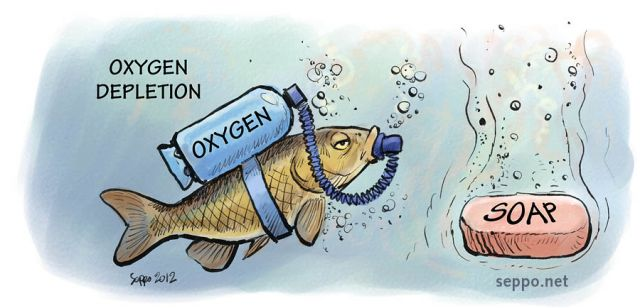 OXYGEN
DEPLETION
OXYGEN
SOAP
Seppo 2012
seppo.net